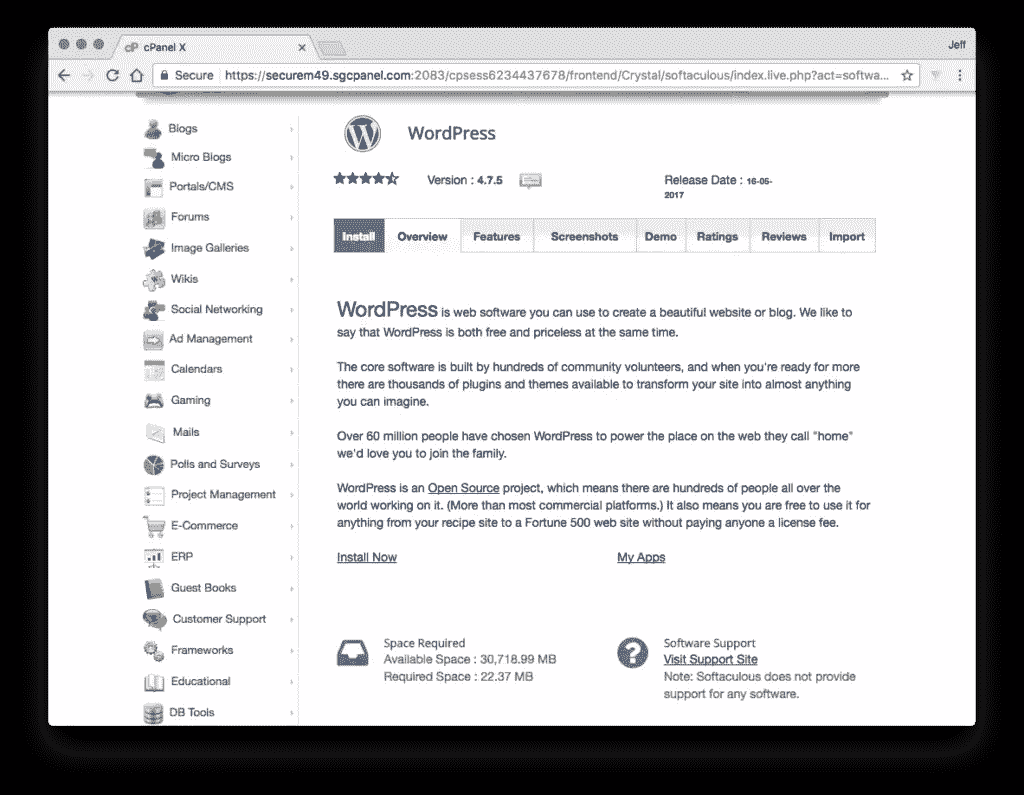 cP cPanel X
Jeff
Secure https://securem49.sgcpanel.com:2083/cpsess6234437678/frontend/Crystal/softaculous/index.live.php?act=softwa...
Blogs
Micro Blogs
Portals/CMS
Forums
Image Galleries
Wikis
Social Networking
Ad Management
Calendars
Gaming
Mails
Polls and Surveys
Project Management
E-Commerce
ERP
Guest Books
Customer Support
Frameworks
Educational
DB Tools
WordPress
Version : 4.7.5
Release Date : 16-05-
2017
Install Overview Features Screenshots Demo Ratings Reviews Import
WordPress is web software you can use to create a beautiful website or blog. We like to
say that WordPress is both free and priceless at the same time.
The core software is built by hundreds of community volunteers, and when you're ready for more
there are thousands of plugins and themes available to transform your site into almost anything
you can imagine.
Over 60 million people have chosen WordPress to power the place on the web they call "home"
we'd love you to join the family.
WordPress is an Open Source project, which means there are hundreds of people all over the
world working on it. (More than most commercial platforms.) It also means you are free to use it for
anything from your recipe site to a Fortune 500 web site without paying anyone a license fee.
Install Now
My Apps
Space Required
Available Space : 30,718.99 MB
Required Space : 22.37 MB
Software Support
Visit Support Site
Note: Softaculous does not provide
support for any software.